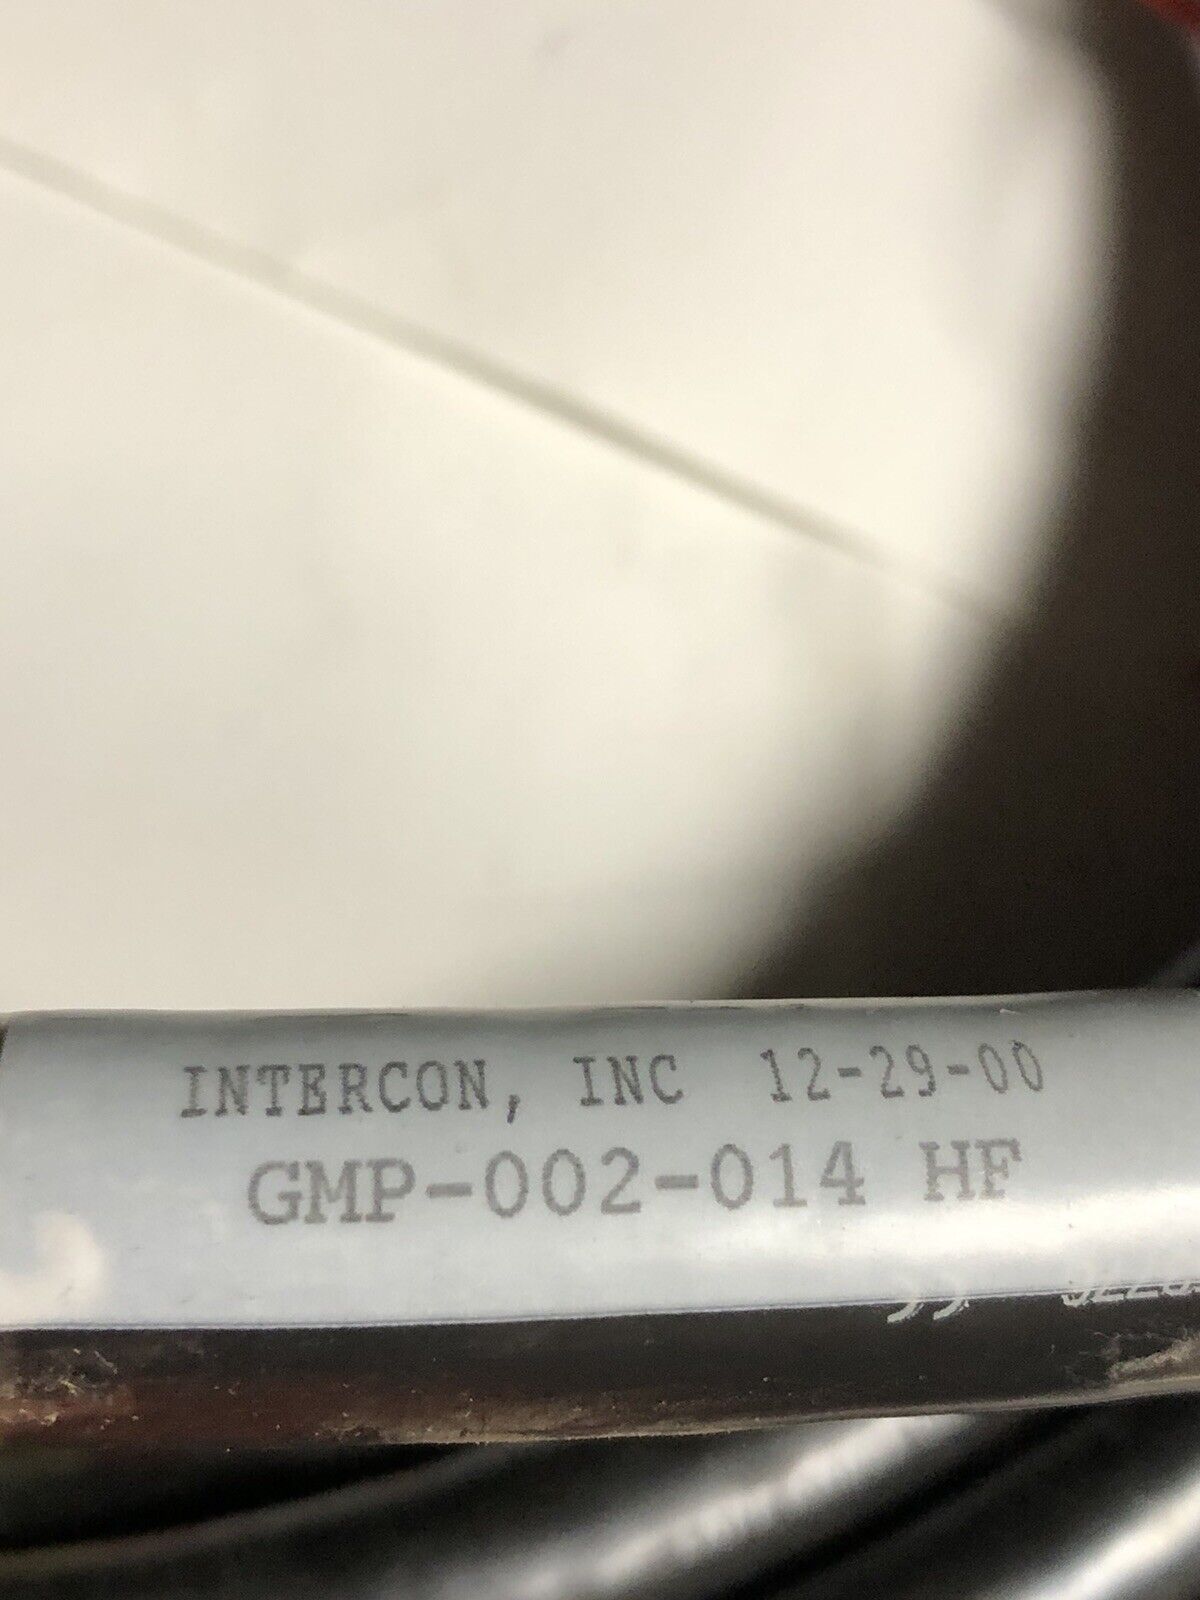 INTERCON, INC 12-29-00
GMP-002-014 HF